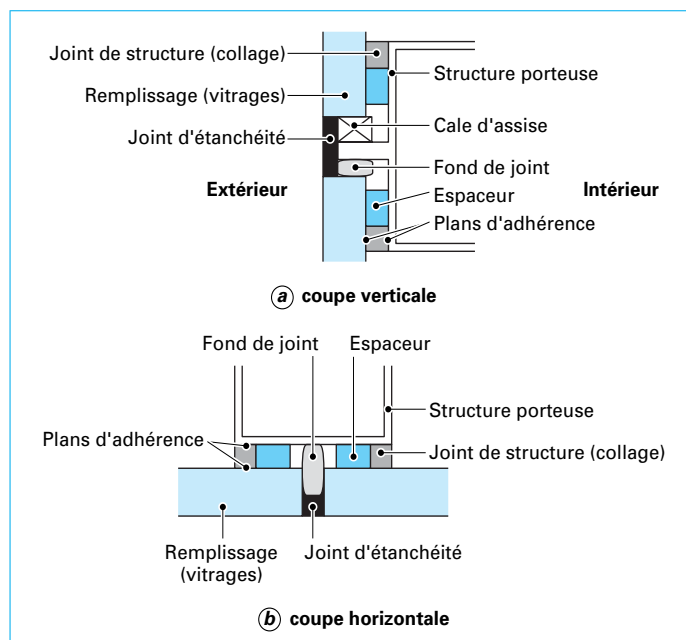 Joint de structure (collage)
Structure porteuse
Remplissage (vitrages)
Joint d'étanchéité
Cale d'assise
Fond de joint
Extérieur
Espaceur
Intérieur
Plans d'adhérence
a coupe verticale
Fond de joint
Espaceur
Structure porteuse
Plans d'adhérence
Joint de structure (collage)
Remplissage
(vitrages)
Joint d'étanchéité
b coupe horizontale